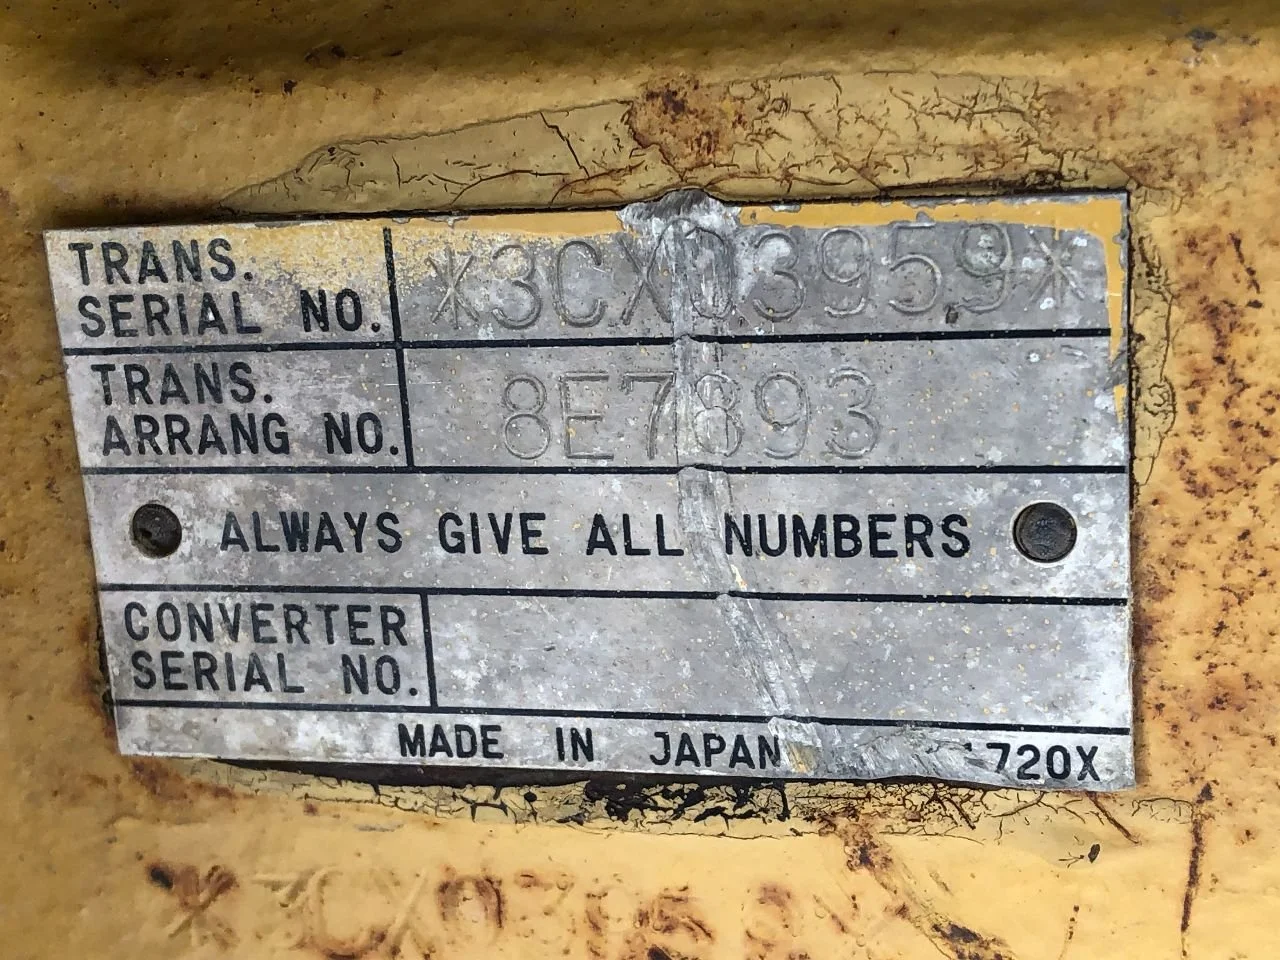 TRANS.
SERIAL NO. *3CX03959*
TRANS.
ARRANG NO. 8E7893
ALWAYS GIVE ALL NUMBERS
CONVERTER
SERIAL NO.
MADE IN JAPAN 720X